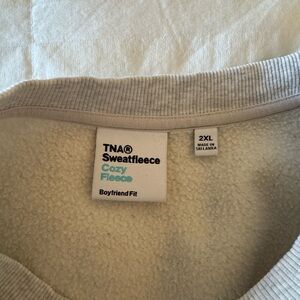 TNA®
Sweatfleece
Cozy
Fleece
Boyfriend Fit
2XL
MADE IN
SRI LANKA